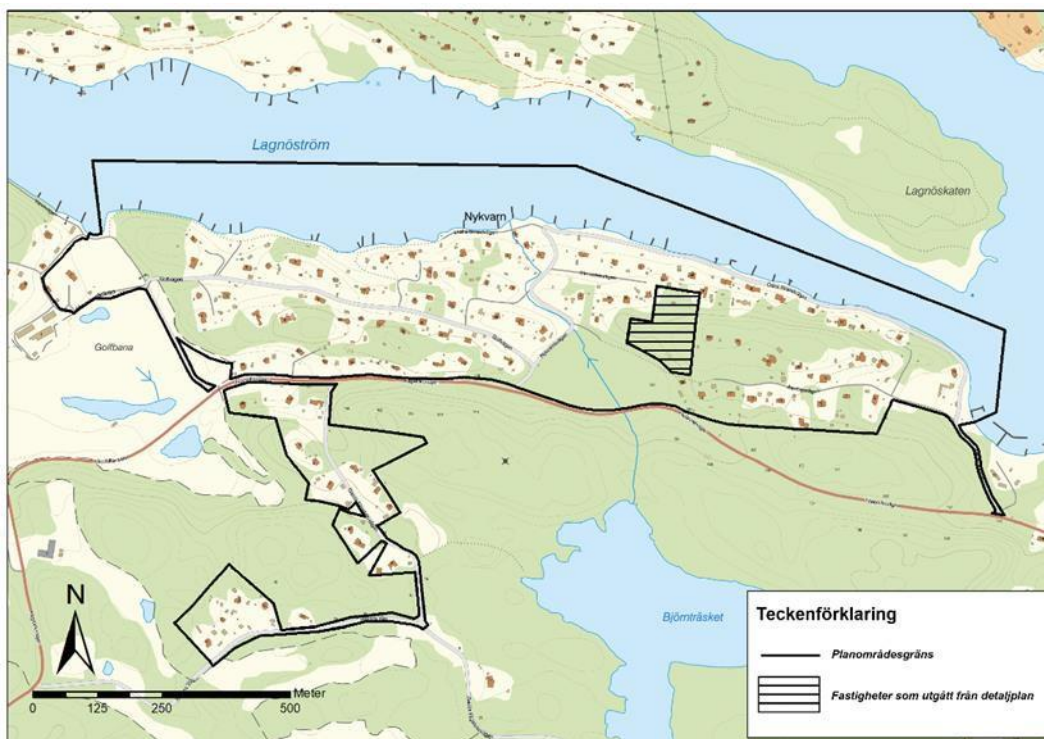 Lagnöström
Lagnöskaten
Nykvarn
Golfbana
Björnträsket
N
Meter
0 125 250 500
Teckenförklaring
Planområdesgräns
Fastigheter som utgått från detaljplan